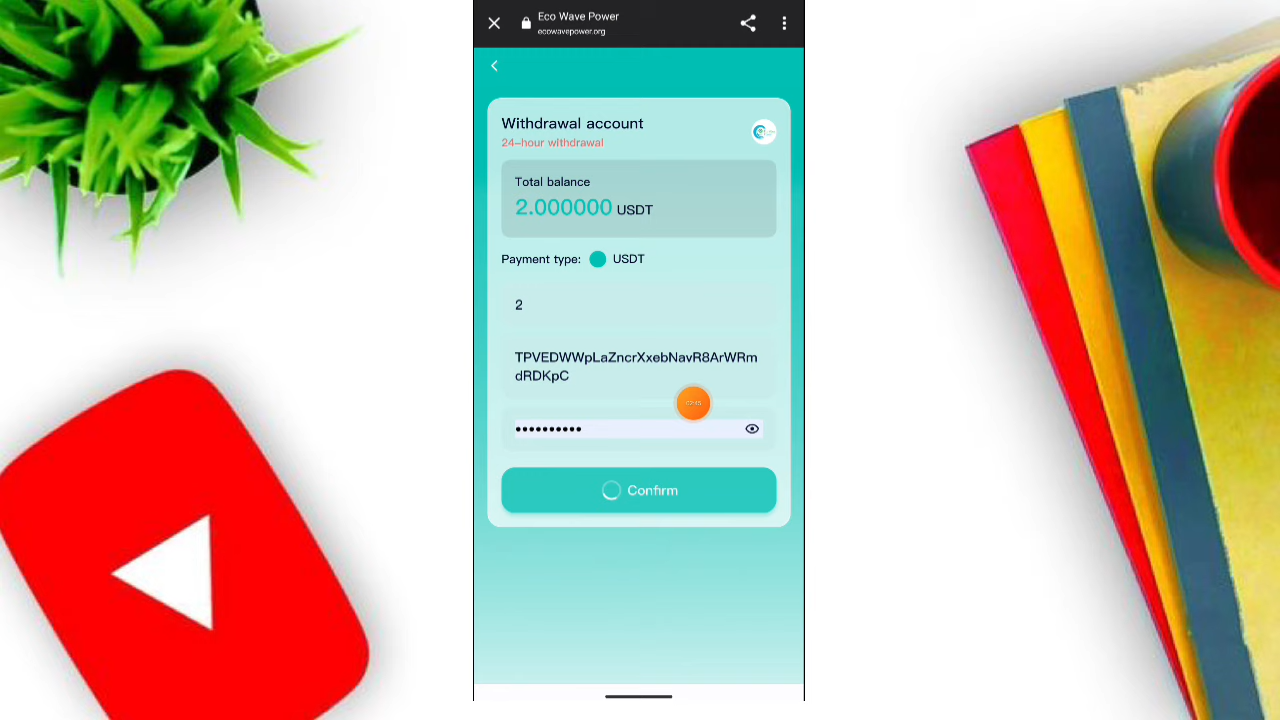 Eco Wave Power
ecowavepower.org
Withdrawal account
24-hour withdrawal
Total balance
2.000000 USDT
Payment type: USDT
2
TPVEDWWpLaZncrXxebNavR8ArWRm
dRDKpC
••••••••••
Confirm